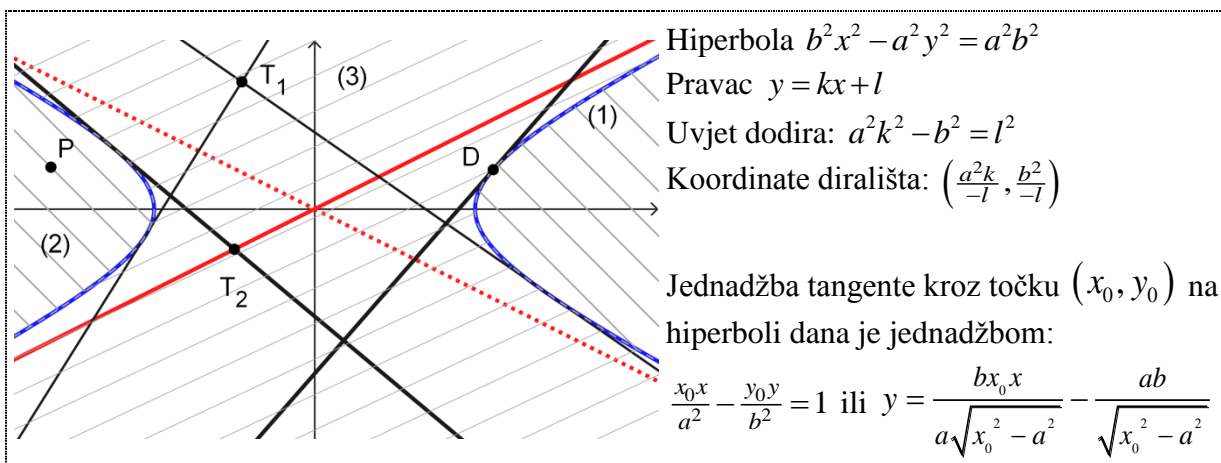 T₁
(3)
(1)
P
D
(2)
T₂
Hiperbola b²x² − a²y² = a²b²
Pravac y = kx + l
Uvjet dodira: a²k² − b² = l²
Koordinate dirališta: (a²k/−l , b²/−l)
Jednadžba tangente kroz točku (x₀, y₀) na
hiperboli dana je jednadžbom:
x₀x/a² − y₀y/b² = 1 ili y = bx₀x/(a√(x₀² − a²)) − ab/√(x₀² − a²)